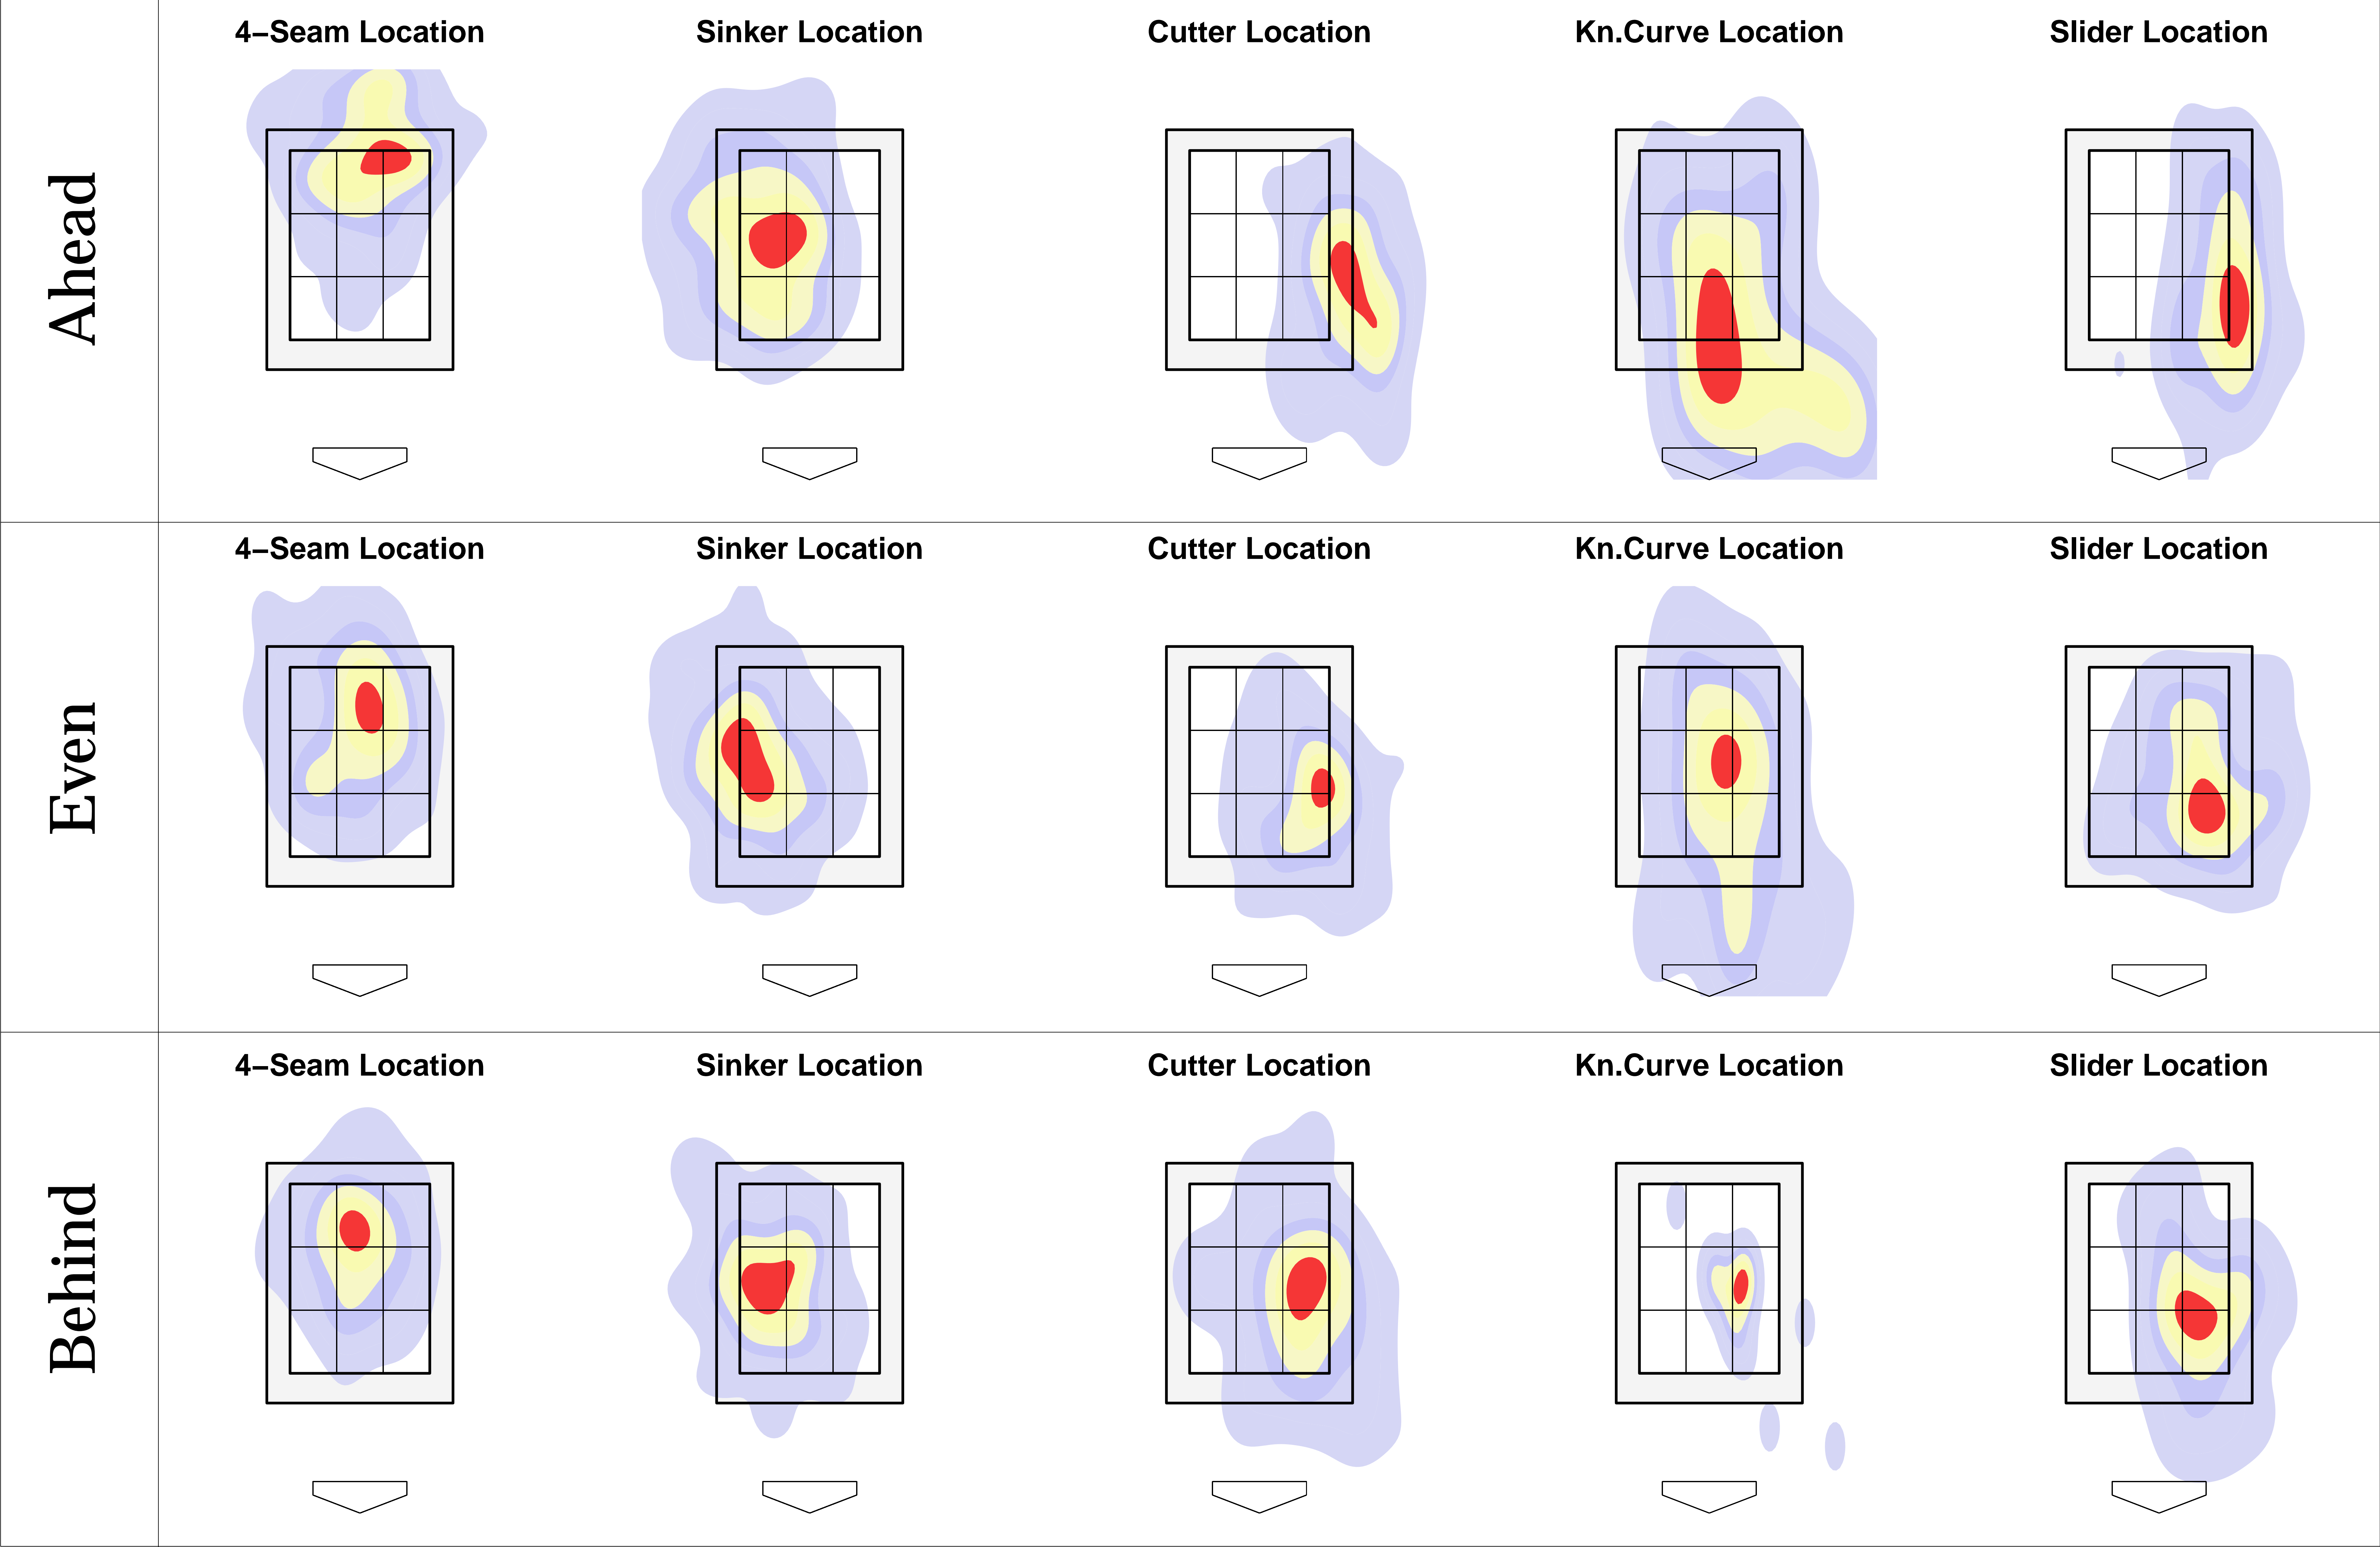 Ahead
4–Seam Location
Sinker Location
Cutter Location
Kn.Curve Location
Slider Location
Even
4–Seam Location
Sinker Location
Cutter Location
Kn.Curve Location
Slider Location
Behind
4–Seam Location
Sinker Location
Cutter Location
Kn.Curve Location
Slider Location